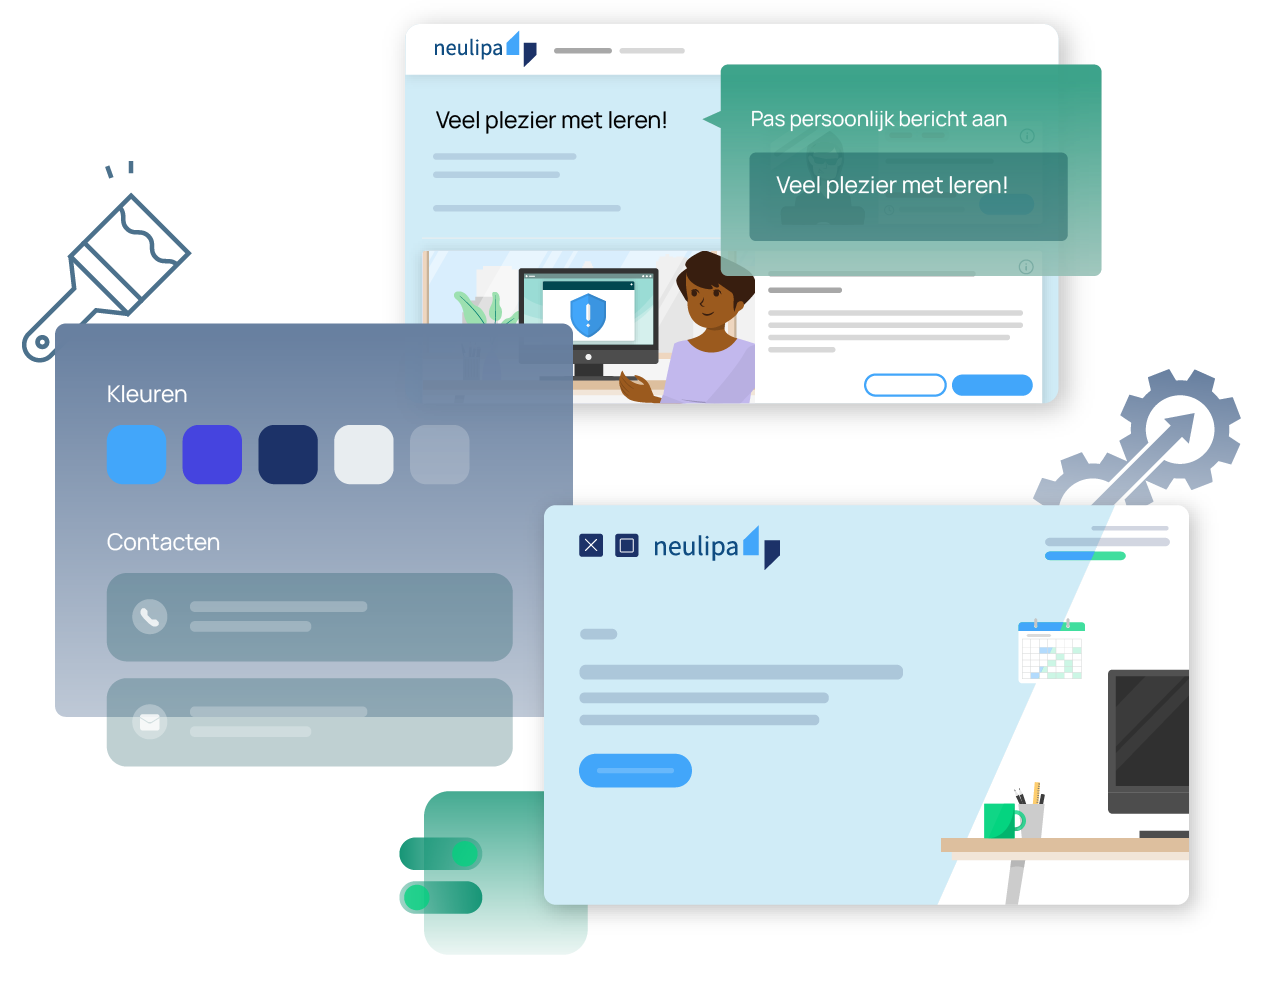 neulipa
Veel plezier met leren!
Pas persoonlijk bericht aan
Veel plezier met leren!
Kleuren
Contacten
neulipa